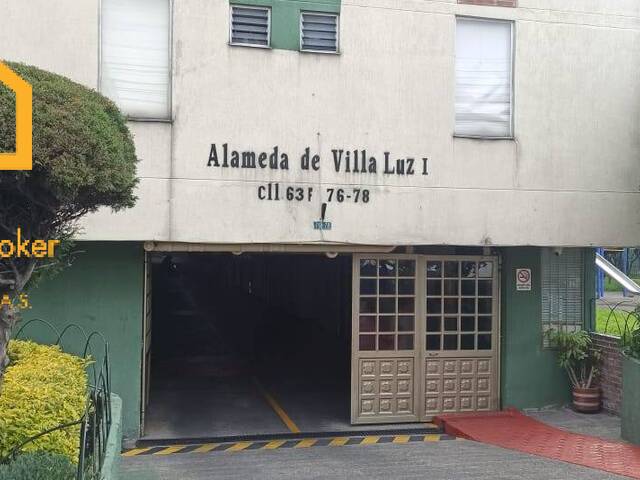 Alameda de Villa Luz I
Cll 63F 76-78
oker
A.S.